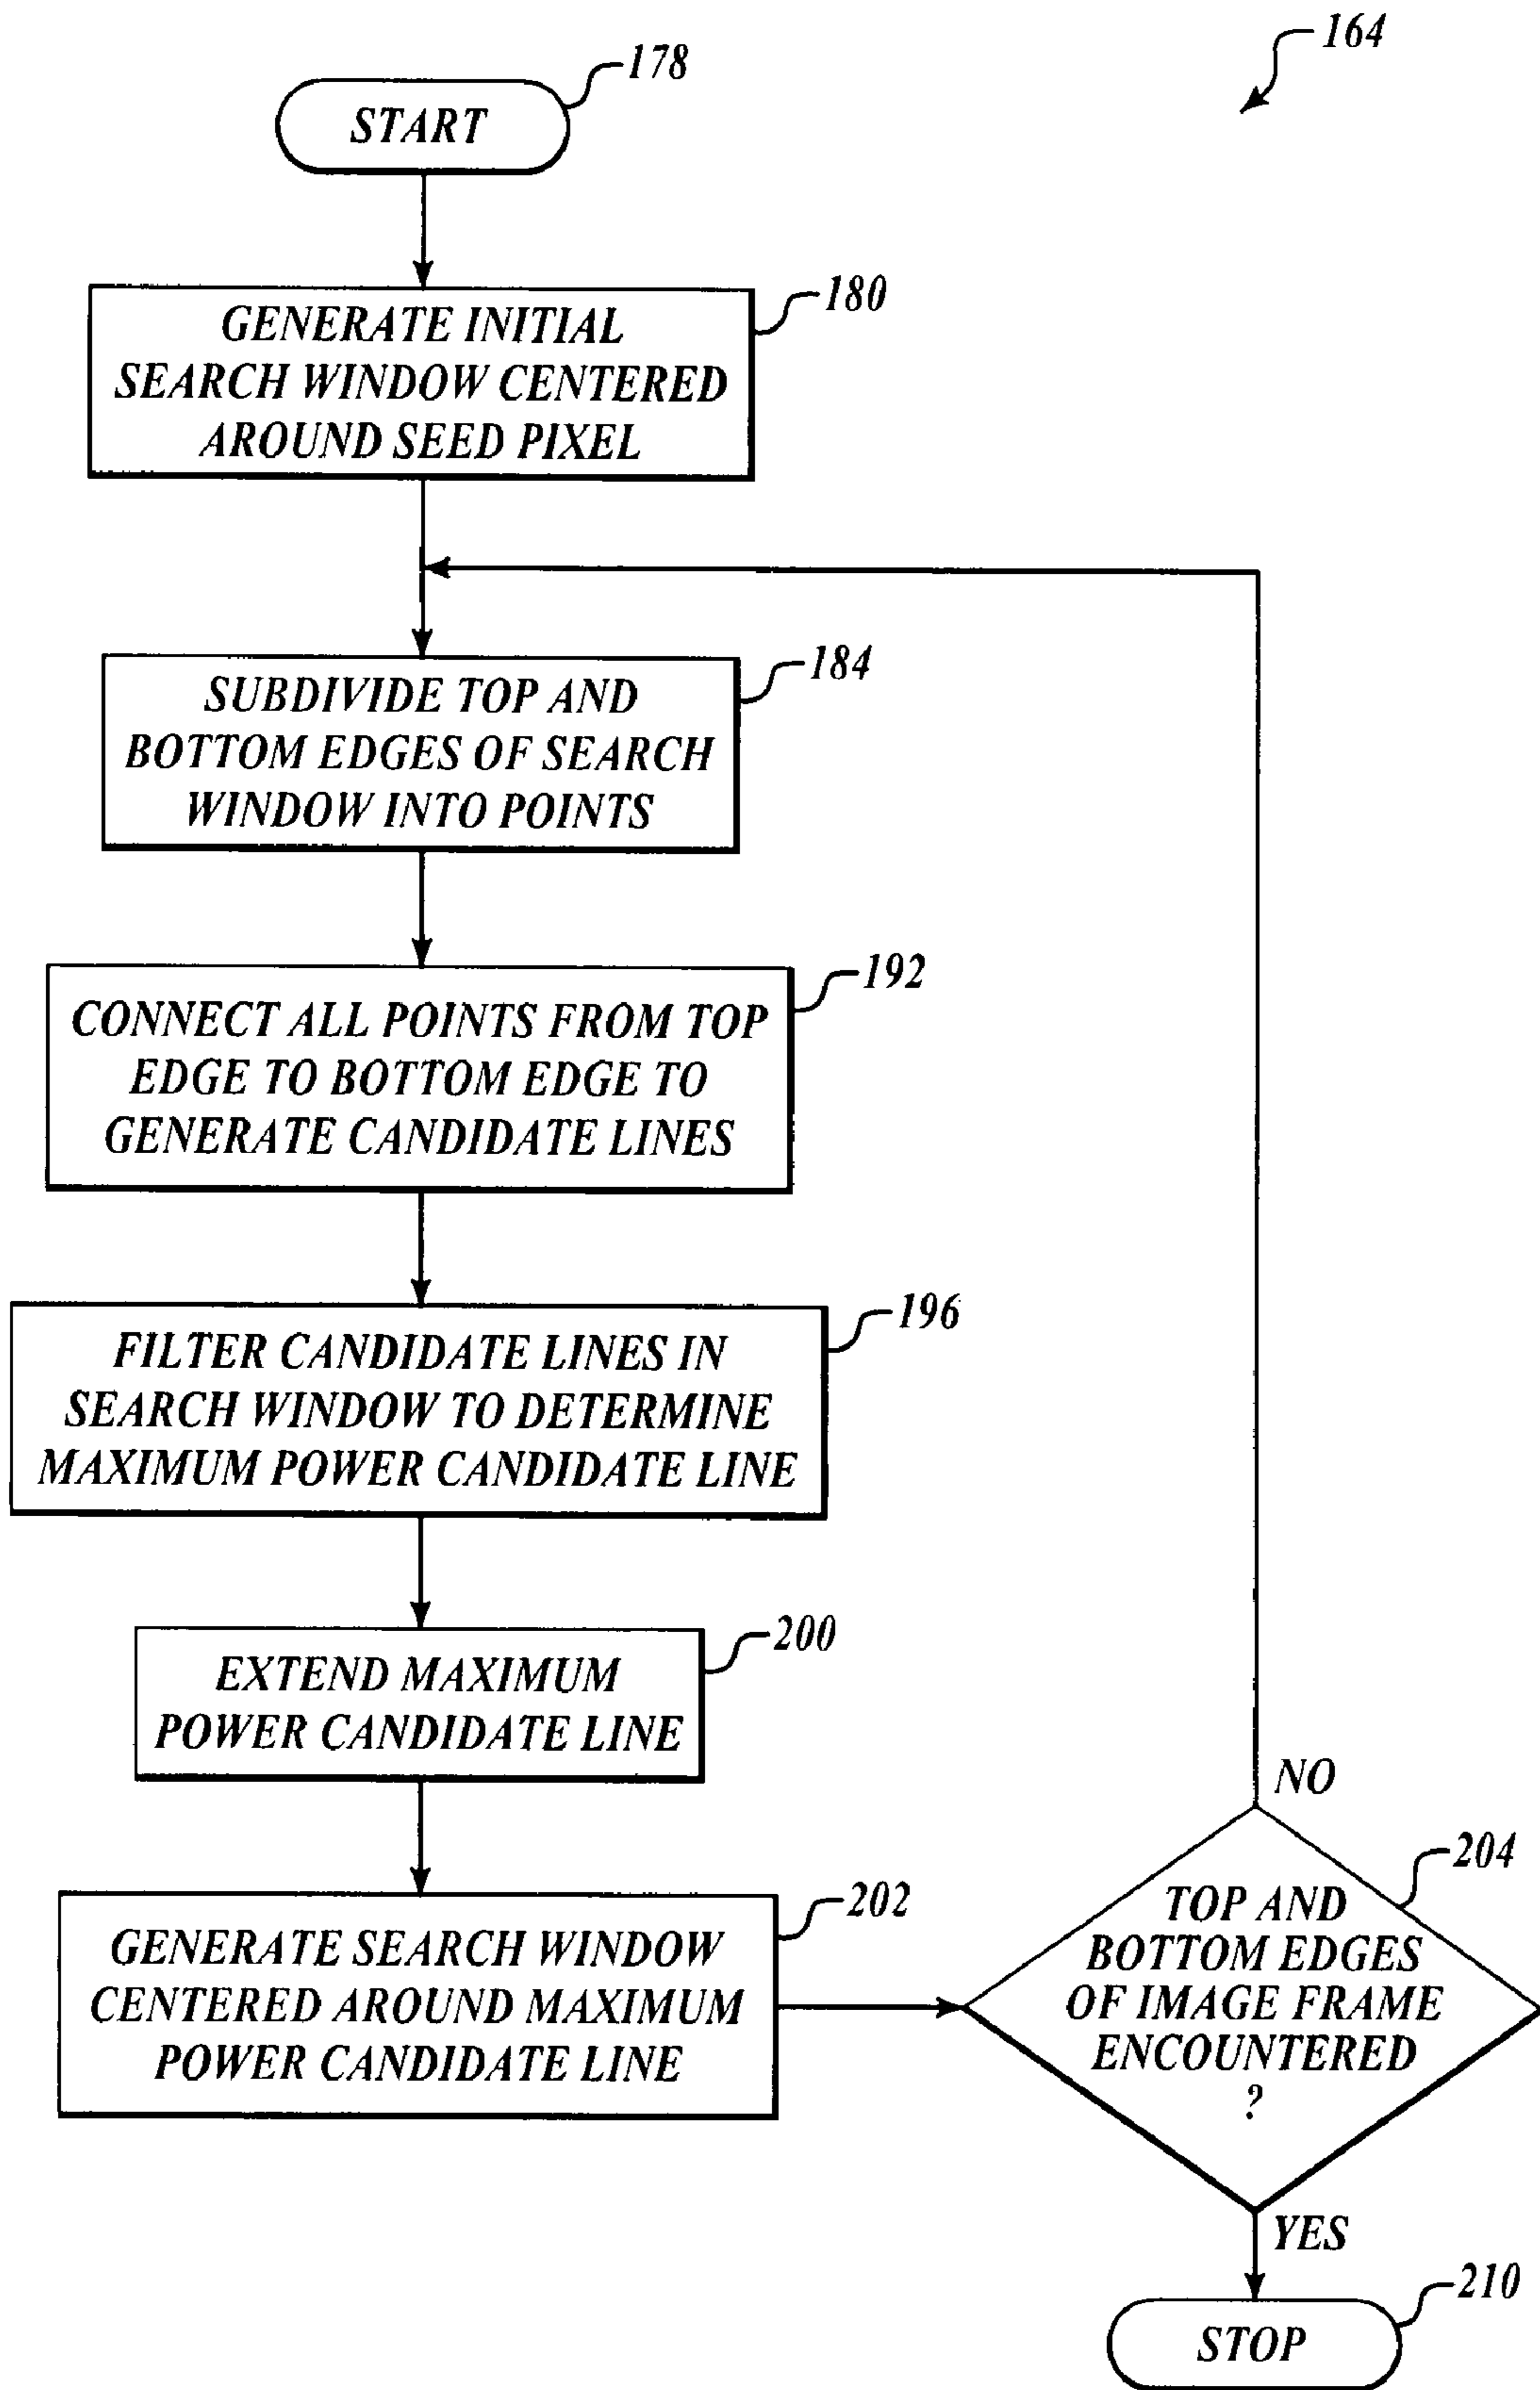 164
178
START
180
GENERATE INITIAL
SEARCH WINDOW CENTERED
AROUND SEED PIXEL
184
SUBDIVIDE TOP AND
BOTTOM EDGES OF SEARCH
WINDOW INTO POINTS
192
CONNECT ALL POINTS FROM TOP
EDGE TO BOTTOM EDGE TO
GENERATE CANDIDATE LINES
196
FILTER CANDIDATE LINES IN
SEARCH WINDOW TO DETERMINE
MAXIMUM POWER CANDIDATE LINE
200
EXTEND MAXIMUM
POWER CANDIDATE LINE
202
GENERATE SEARCH WINDOW
CENTERED AROUND MAXIMUM
POWER CANDIDATE LINE
NO
204
TOP AND
BOTTOM EDGES
OF IMAGE FRAME
ENCOUNTERED
?
YES
210
STOP